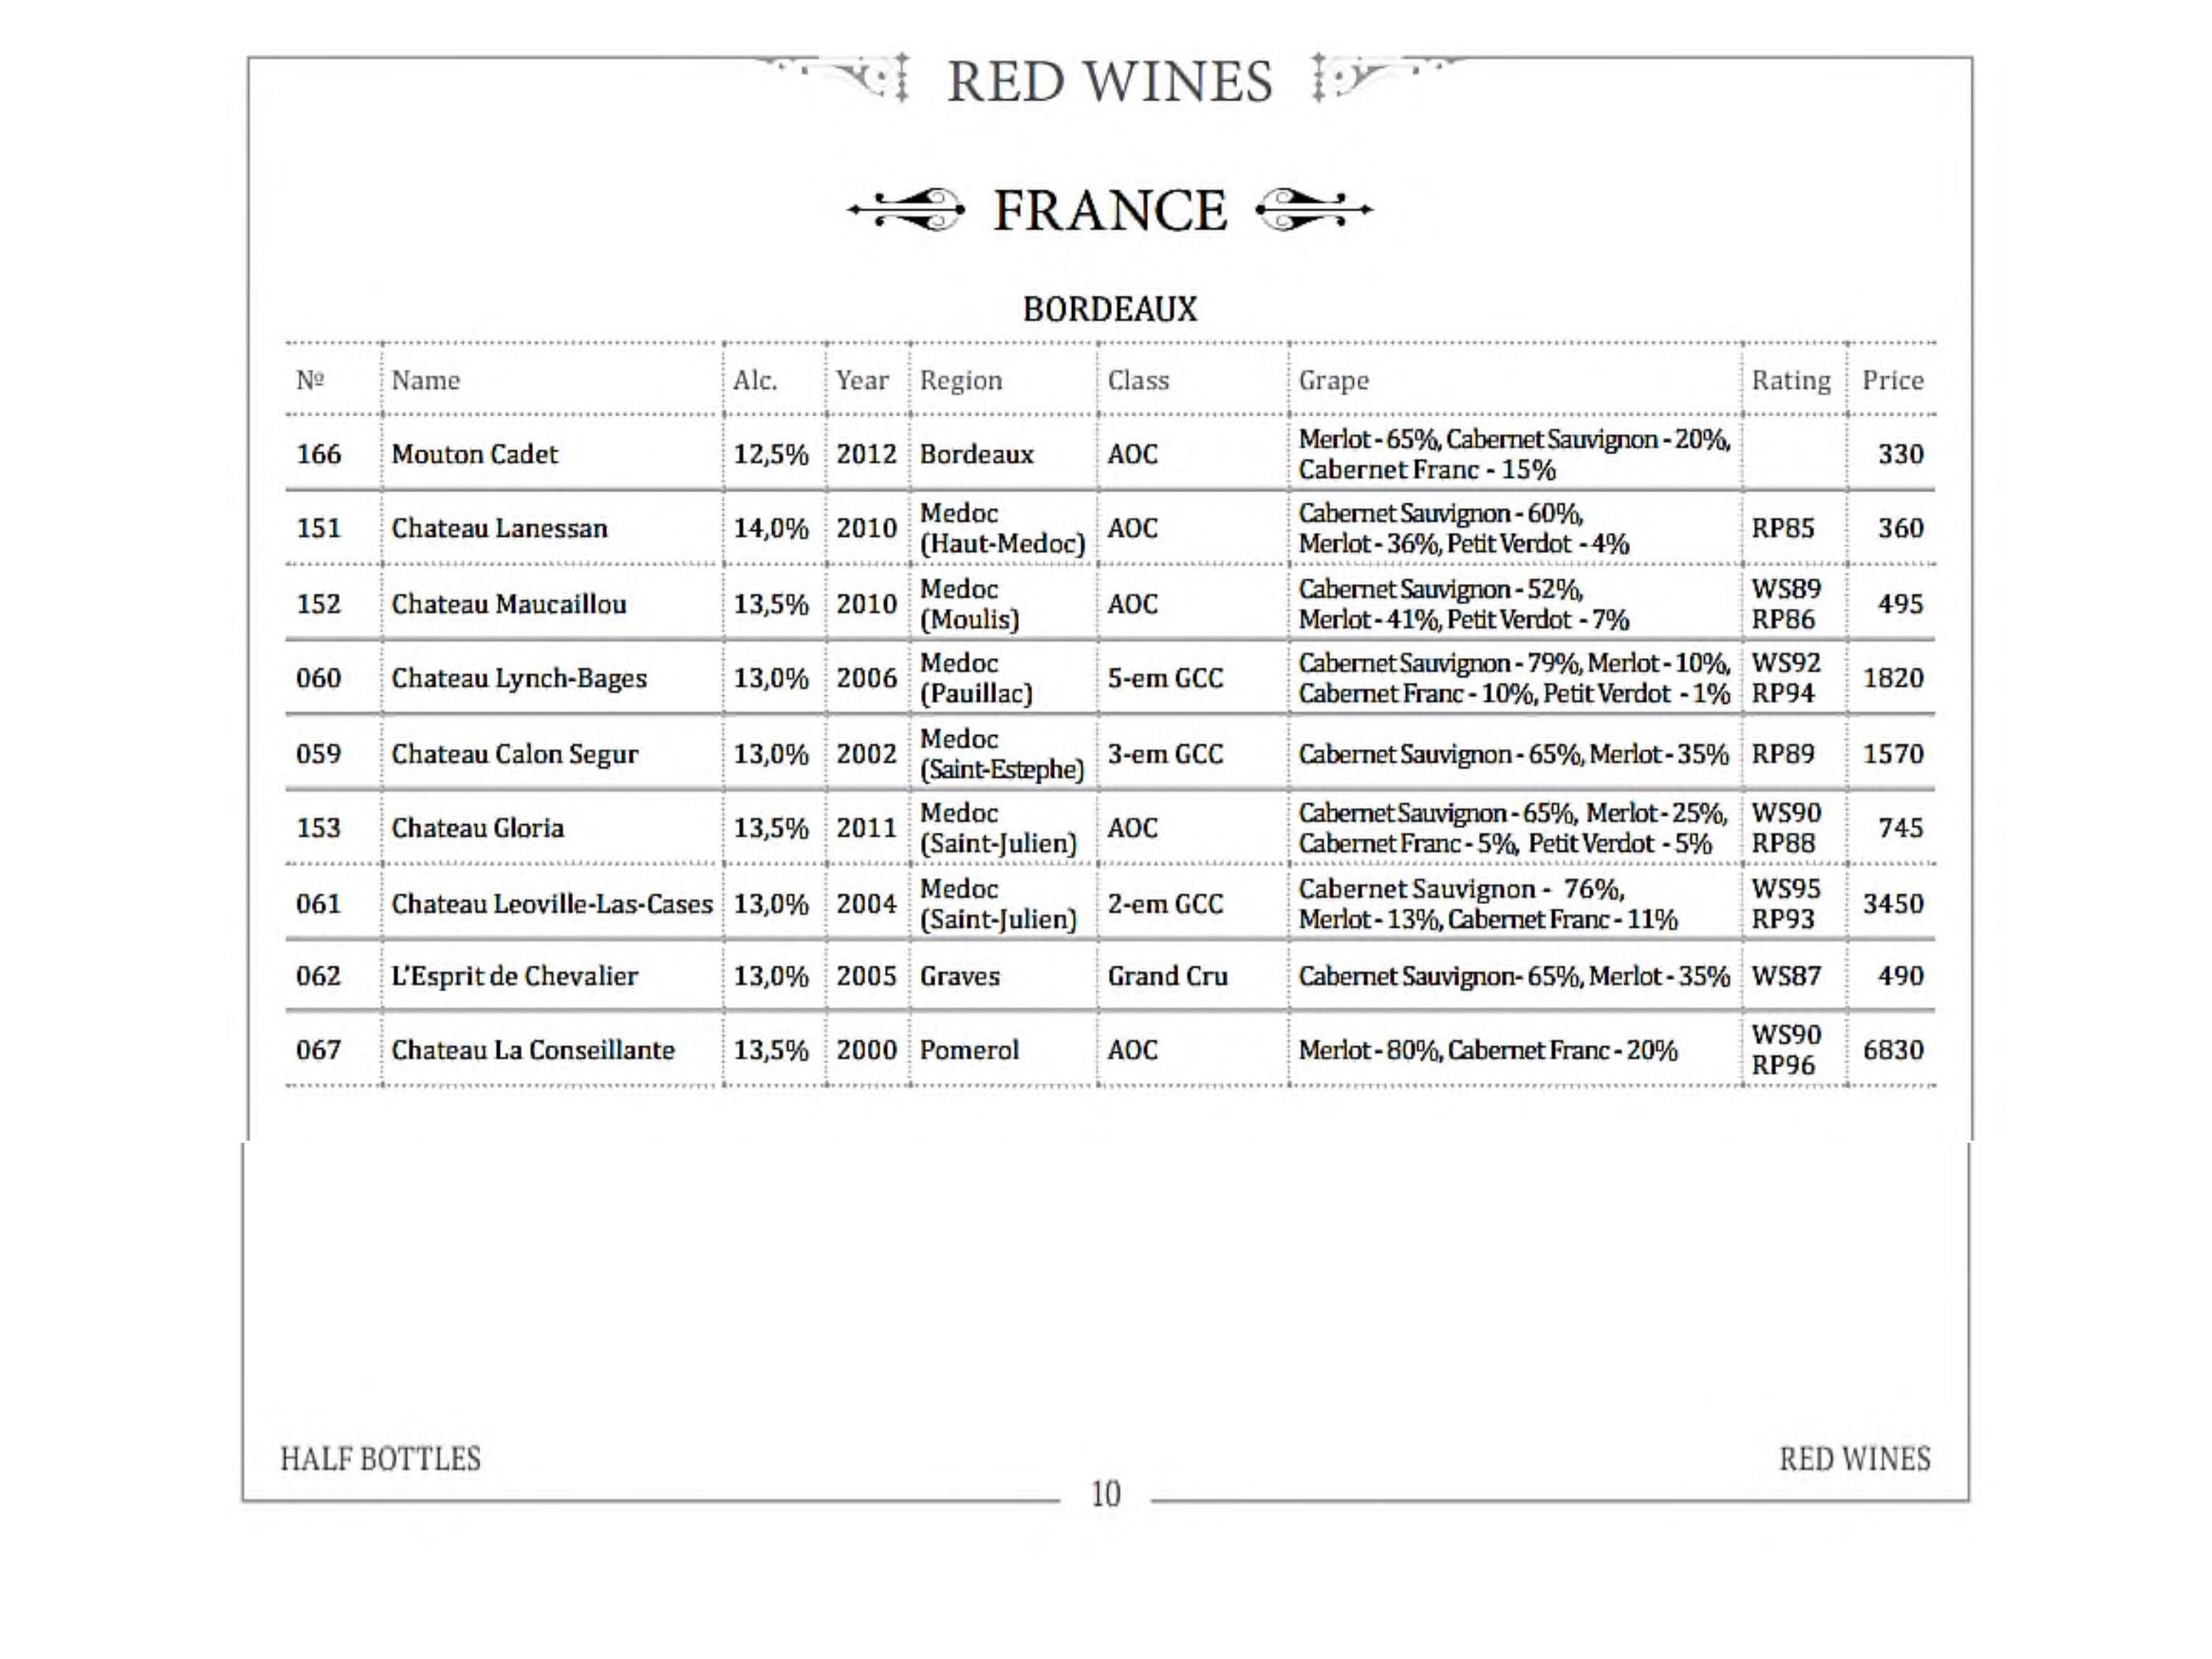 RED WINES
FRANCE
BORDEAUX
Nº Name Alc. Year Region Class Grape Rating Price
166 Mouton Cadet 12,5% 2012 Bordeaux AOC Merlot - 65%, Cabernet Sauvignon - 20%, 330
Cabernet Franc - 15%
151 Chateau Lanessan 14,0% 2010 Medoc AOC Cabernet Sauvignon - 60%, RP85 360
(Haut-Medoc) Merlot - 36%, Petit Verdot - 4%
152 Chateau Maucaillou 13,5% 2010 Medoc AOC Cabernet Sauvignon - 52%, WS89 495
(Moulis) Merlot - 41%, Petit Verdot - 7% RP86
060 Chateau Lynch-Bages 13,0% 2006 Medoc 5-em GCC Cabernet Sauvignon - 79%, Merlot - 10%, WS92 1820
(Pauillac) Cabernet Franc - 10%, Petit Verdot - 1% RP94
059 Chateau Calon Segur 13,0% 2002 Medoc 3-em GCC Cabernet Sauvignon - 65%, Merlot - 35% RP89 1570
(Saint-Estephe)
153 Chateau Gloria 13,5% 2011 Medoc AOC Cabernet Sauvignon - 65%, Merlot - 25%, WS90 745
(Saint-Julien) Cabernet Franc - 5%, Petit Verdot - 5% RP88
061 Chateau Leoville-Las-Cases 13,0% 2004 Medoc 2-em GCC Cabernet Sauvignon - 76%, WS95 3450
(Saint-Julien) Merlot - 13%, Cabernet Franc - 11% RP93
062 L'Esprit de Chevalier 13,0% 2005 Graves Grand Cru Cabernet Sauvignon- 65%, Merlot - 35% WS87 490
067 Chateau La Conseillante 13,5% 2000 Pomerol AOC Merlot - 80%, Cabernet Franc - 20% WS90 6830
RP96
HALF BOTTLES RED WINES
10